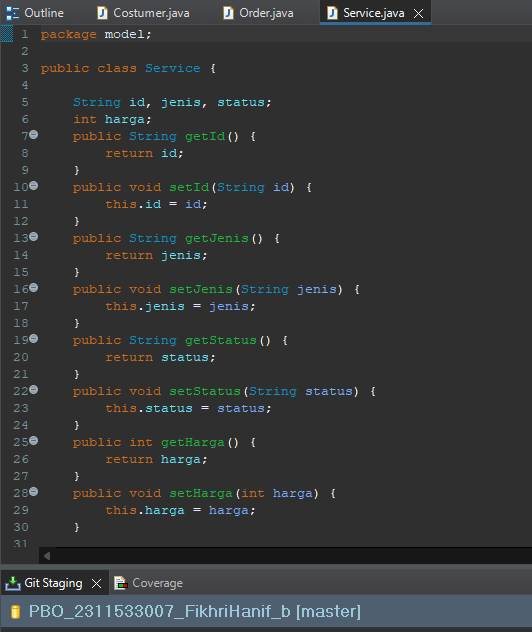 Outline Costumer.java Order.java Service.java
1 package model;
2
3 public class Service {
4
5 String id, jenis, status;
6 int harga;
7 public String getId() {
8 return id;
9 }
10 public void setId(String id) {
11 this.id = id;
12 }
13 public String getJenis() {
14 return jenis;
15 }
16 public void setJenis(String jenis) {
17 this.jenis = jenis;
18 }
19 public String getStatus() {
20 return status;
21 }
22 public void setStatus(String status) {
23 this.status = status;
24 }
25 public int getHarga() {
26 return harga;
27 }
28 public void setHarga(int harga) {
29 this.harga = harga;
30 }
31
Git Staging Coverage
PBO_2311533007_FikhriHanif_b [master]